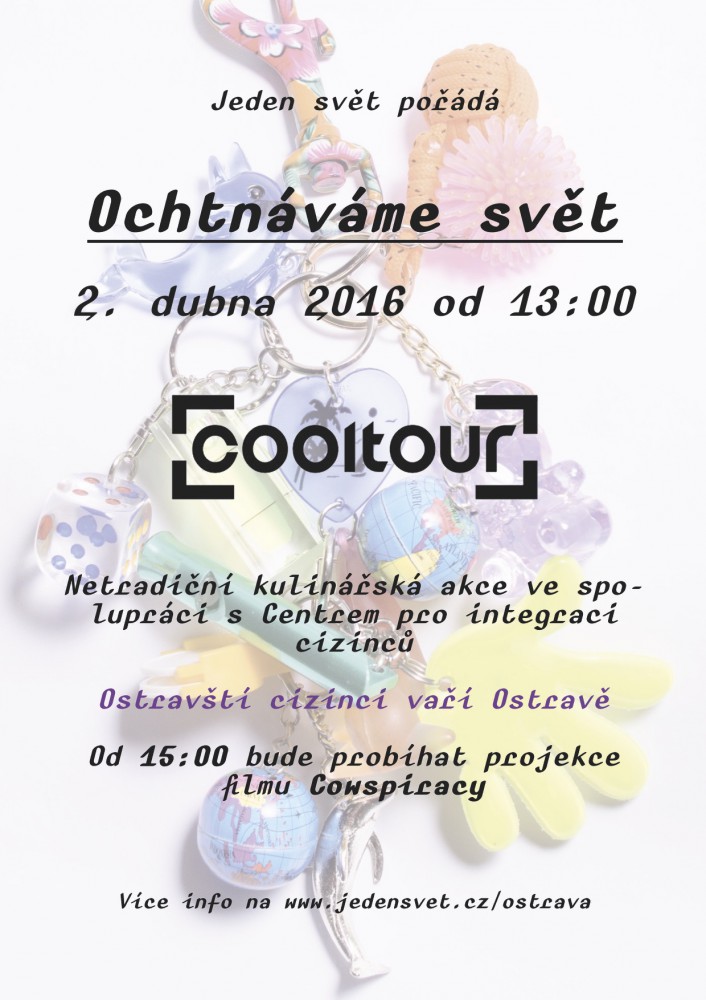 Jeden svět pořádá
Ochtnáváme svět
2. dubna 2016 od 13:00
cooltour
Netradiční kulinářská akce ve spo-
lupráci s Centrem pro integraci
cizinců
Ostravští cizinci vaří Ostravě
Od 15:00 bude probíhat projekce
filmu Cowspiracy
Více info na www.jedensvet.cz/ostrava